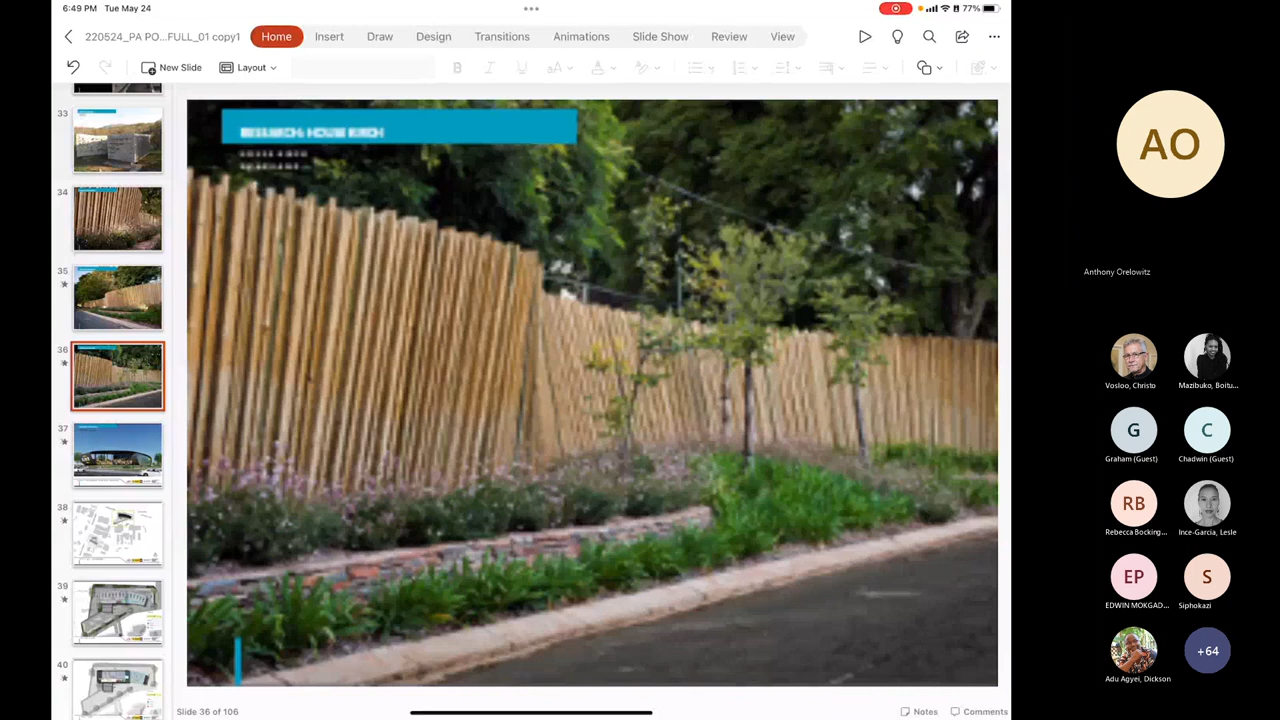 6:49 PM Tue May 24
77%
220524_PA PO...FULL_01 copy1
Home
Insert
Draw
Design
Transitions
Animations
Slide Show
Review
View
New Slide
Layout
33
34
35
36
37
38
39
40
RESEARCH: HOUSE BIRCH
AO
Anthony Orelowitz
Vosloo, Christo
Mazibuko, Boitu...
G
C
Graham (Guest)
Chadwin (Guest)
RB
Rebecca Bocking...
Ince-Garcia, Lesle
EP
S
EDWIN MOKGAD...
Siphokazi
+64
Adu Agyei, Dickson
Slide 36 of 106
Notes
Comments